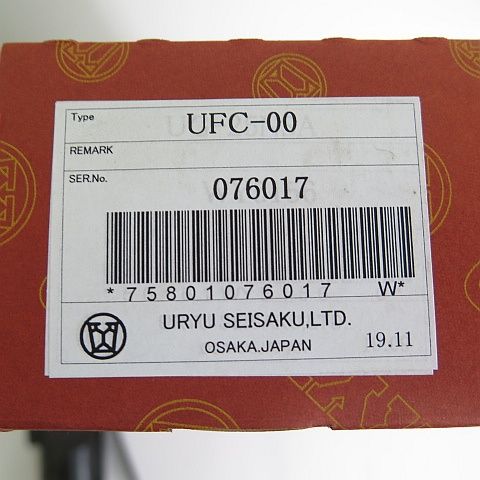 Type UFC-00
REMARK
SER.No. 076017
*75801076017 W*
URYU SEISAKU,LTD.
OSAKA,JAPAN 19.11